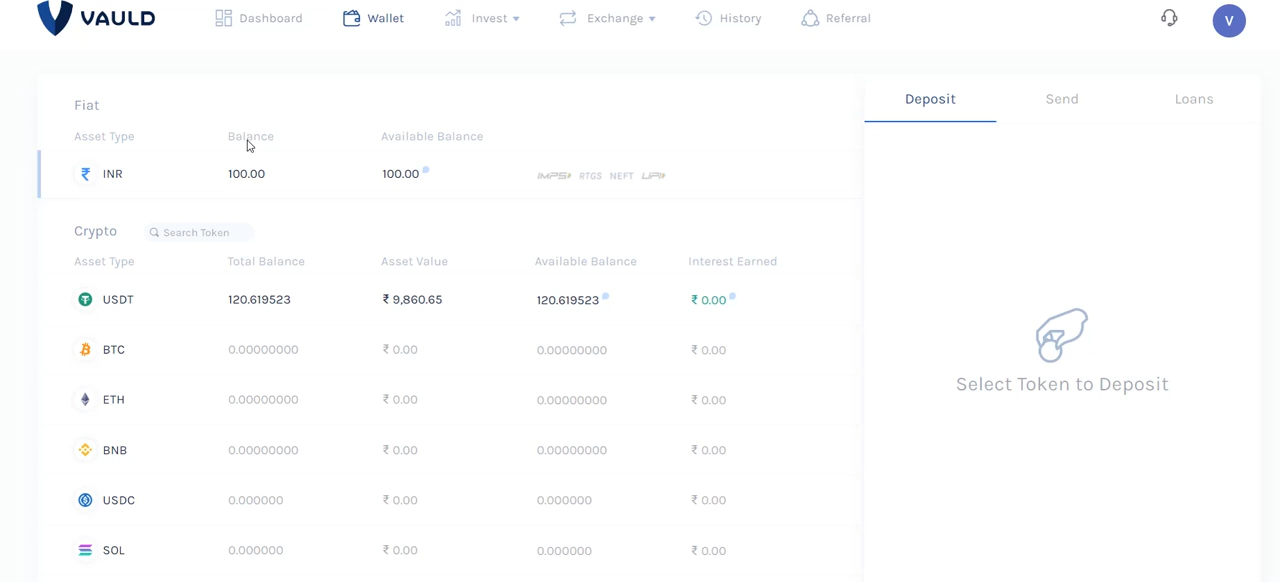 VAULD Dashboard Wallet Invest Exchange History Referral V
Fiat
Asset Type Balance Available Balance
₹ INR 100.00 100.00 IMPS RTGS NEFT UPI
Crypto Search Token
Asset Type Total Balance Asset Value Available Balance Interest Earned
USDT 120.619523 ₹ 9,860.65 120.619523 ₹ 0.00
BTC 0.00000000 ₹ 0.00 0.00000000 ₹ 0.00
ETH 0.00000000 ₹ 0.00 0.00000000 ₹ 0.00
BNB 0.00000000 ₹ 0.00 0.00000000 ₹ 0.00
USDC 0.000000 ₹ 0.00 0.000000 ₹ 0.00
SOL 0.000000 ₹ 0.00 0.000000 ₹ 0.00
Deposit Send Loans
Select Token to Deposit